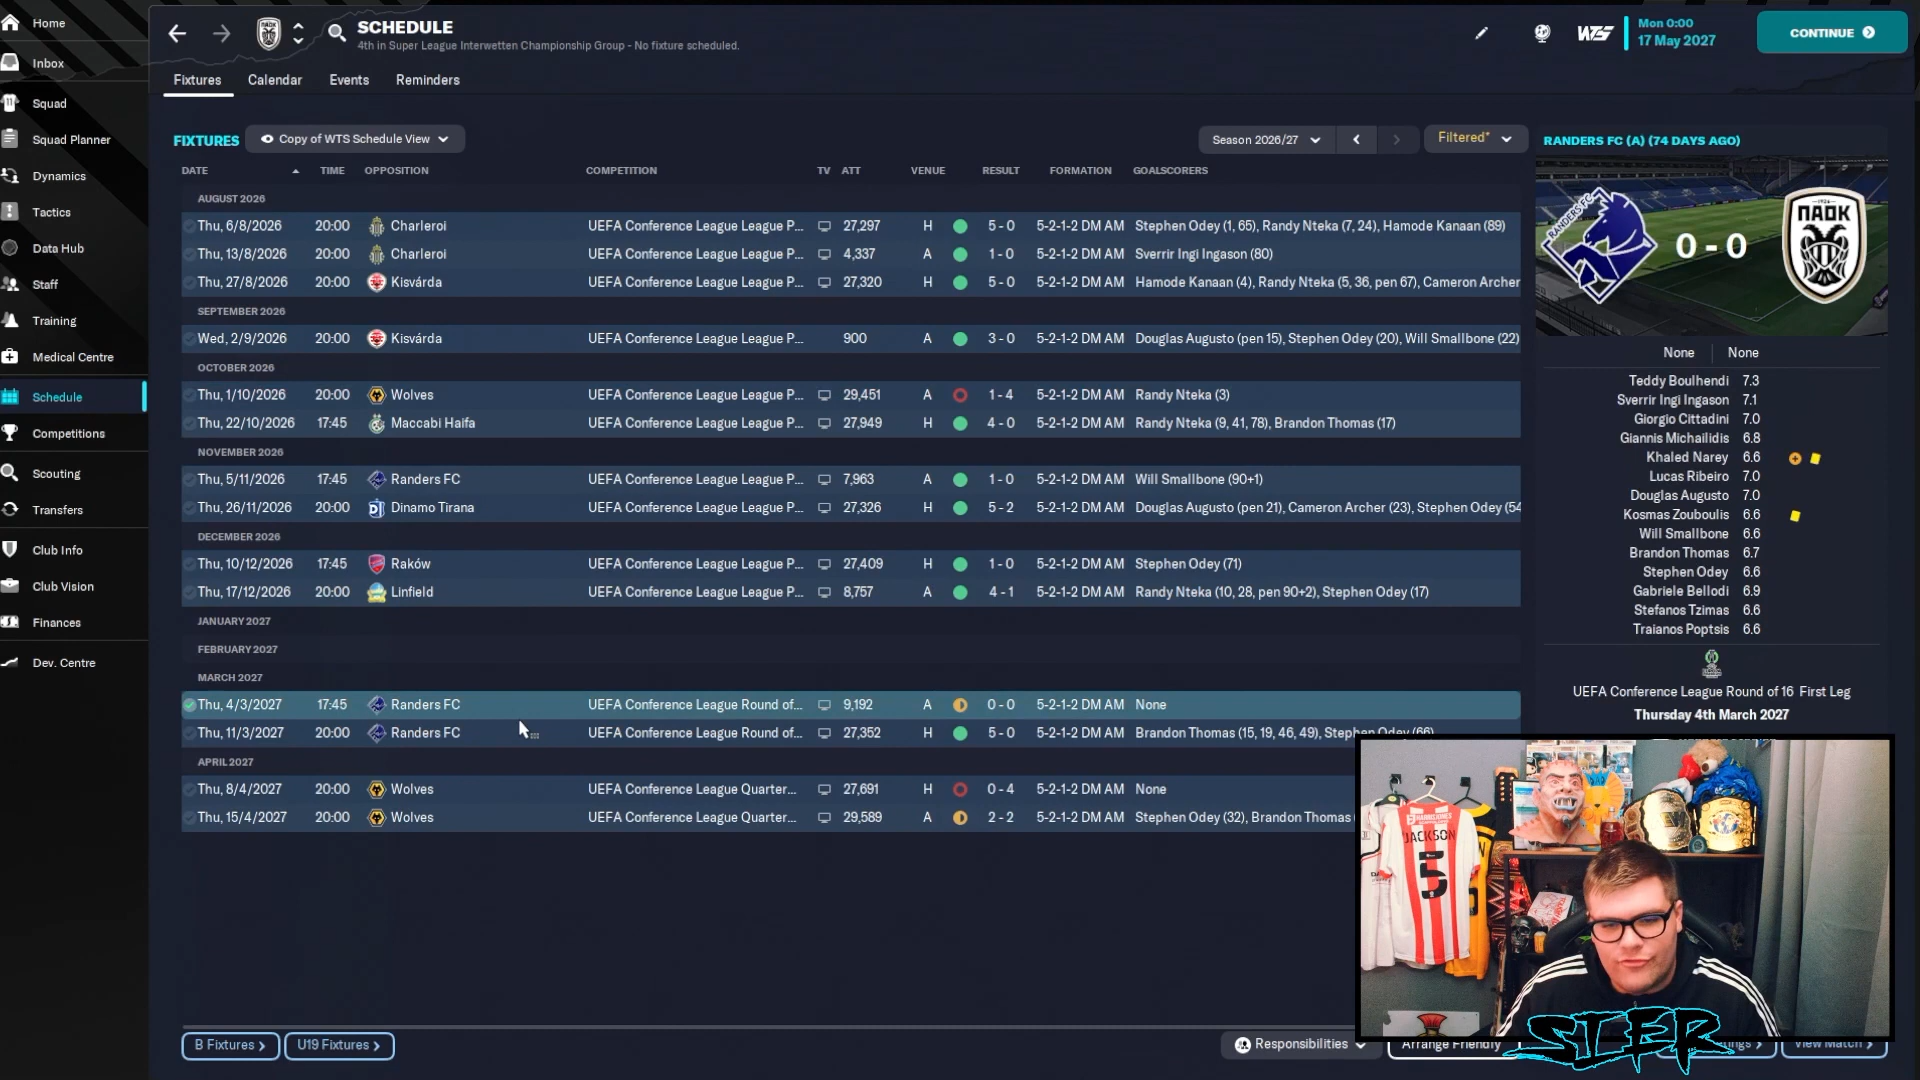 Home
Inbox
Squad
Squad Planner
Dynamics
Tactics
Data Hub
Staff
Training
Medical Centre
Schedule
Competitions
Scouting
Transfers
Club Info
Club Vision
Finances
Dev. Centre
SCHEDULE
4th in Super League Interwetten Championship Group - No fixture scheduled.
WTS
Mon 0:00
17 May 2027
CONTINUE
Fixtures Calendar Events Reminders
FIXTURES Copy of WTS Schedule View Season 2026/27 Filtered*
DATE TIME OPPOSITION COMPETITION TV ATT VENUE RESULT FORMATION GOALSCORERS
AUGUST 2026
Thu, 6/8/2026 20:00 Charleroi UEFA Conference League League P... 27,297 H 5 - 0 5-2-1-2 DM AM Stephen Odey (1, 65), Randy Nteka (7, 24), Hamode Kanaan (89)
Thu, 13/8/2026 20:00 Charleroi UEFA Conference League League P... 4,337 A 1 - 0 5-2-1-2 DM AM Sverrir Ingi Ingason (80)
Thu, 27/8/2026 20:00 Kisvárda UEFA Conference League League P... 27,320 H 5 - 0 5-2-1-2 DM AM Hamode Kanaan (4), Randy Nteka (5, 36, pen 67), Cameron Archer
SEPTEMBER 2026
Wed, 2/9/2026 20:00 Kisvárda UEFA Conference League League P... 900 A 3 - 0 5-2-1-2 DM AM Douglas Augusto (pen 15), Stephen Odey (20), Will Smallbone (22)
OCTOBER 2026
Thu, 1/10/2026 20:00 Wolves UEFA Conference League League P... 29,451 A 1 - 4 5-2-1-2 DM AM Randy Nteka (3)
Thu, 22/10/2026 17:45 Maccabi Haifa UEFA Conference League League P... 27,949 H 4 - 0 5-2-1-2 DM AM Randy Nteka (9, 41, 78), Brandon Thomas (17)
NOVEMBER 2026
Thu, 5/11/2026 17:45 Randers FC UEFA Conference League League P... 7,963 A 1 - 0 5-2-1-2 DM AM Will Smallbone (90+1)
Thu, 26/11/2026 20:00 Dinamo Tirana UEFA Conference League League P... 27,326 H 5 - 2 5-2-1-2 DM AM Douglas Augusto (pen 21), Cameron Archer (23), Stephen Odey (54
DECEMBER 2026
Thu, 10/12/2026 17:45 Raków UEFA Conference League League P... 27,409 H 1 - 0 5-2-1-2 DM AM Stephen Odey (71)
Thu, 17/12/2026 20:00 Linfield UEFA Conference League League P... 8,757 A 4 - 1 5-2-1-2 DM AM Randy Nteka (10, 28, pen 90+2), Stephen Odey (17)
JANUARY 2027
FEBRUARY 2027
MARCH 2027
Thu, 4/3/2027 17:45 Randers FC UEFA Conference League Round of... 9,192 A 0 - 0 5-2-1-2 DM AM None
Thu, 11/3/2027 20:00 Randers FC UEFA Conference League Round of... 27,352 H 5 - 0 5-2-1-2 DM AM Brandon Thomas (15, 19, 46, 49), Stephen Odey (66)
APRIL 2027
Thu, 8/4/2027 20:00 Wolves UEFA Conference League Quarter... 27,691 H 0 - 4 5-2-1-2 DM AM None
Thu, 15/4/2027 20:00 Wolves UEFA Conference League Quarter... 29,589 A 2 - 2 5-2-1-2 DM AM Stephen Odey (32), Brandon Thomas
RANDERS FC (A) (74 DAYS AGO)
RANDERS FC
0 - 0
ΠΑΟΚ
None None
Teddy Boulhendi 7.3
Sverrir Ingi Ingason 7.1
Giorgio Cittadini 7.0
Giannis Michailidis 6.8
Khaled Narey 6.6
Lucas Ribeiro 7.0
Douglas Augusto 7.0
Kosmas Zouboulis 6.6
Will Smallbone 6.6
Brandon Thomas 6.7
Stephen Odey 6.6
Gabriele Bellodi 6.9
Stefanos Tzimas 6.6
Traianos Poptsis 6.6
UEFA Conference League Round of 16 First Leg
Thursday 4th March 2027
JACKSON
5
B Fixtures U19 Fixtures Responsibilities Arrange Friendly View Match